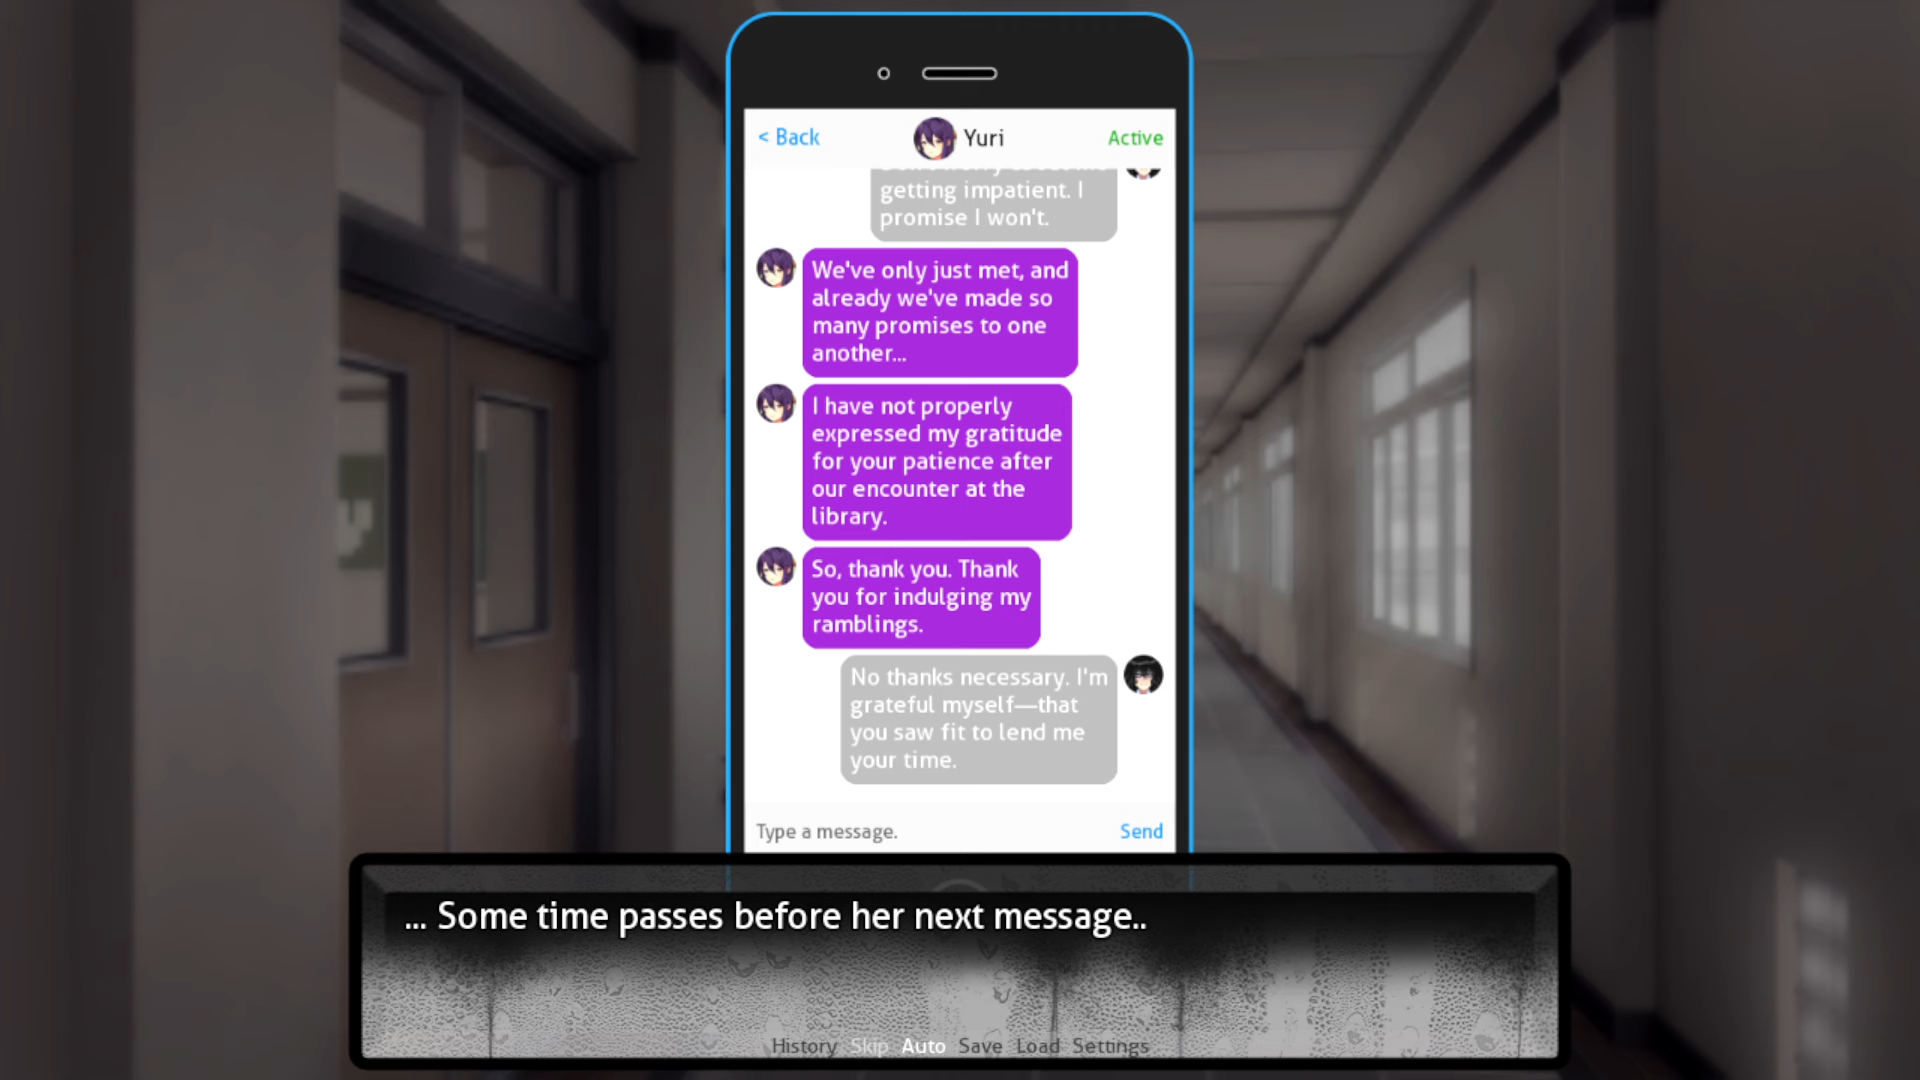 < Back
Yuri
Active
getting impatient. I
promise I won't.
We've only just met, and
already we've made so
many promises to one
another...
I have not properly
expressed my gratitude
for your patience after
our encounter at the
library.
So, thank you. Thank
you for indulging my
ramblings.
No thanks necessary. I'm
grateful myself—that
you saw fit to lend me
your time.
Type a message.
Send
... Some time passes before her next message..
History Skip Auto Save Load Settings